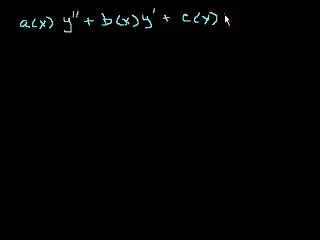 a(x) y'' + b(x) y' + c(x)